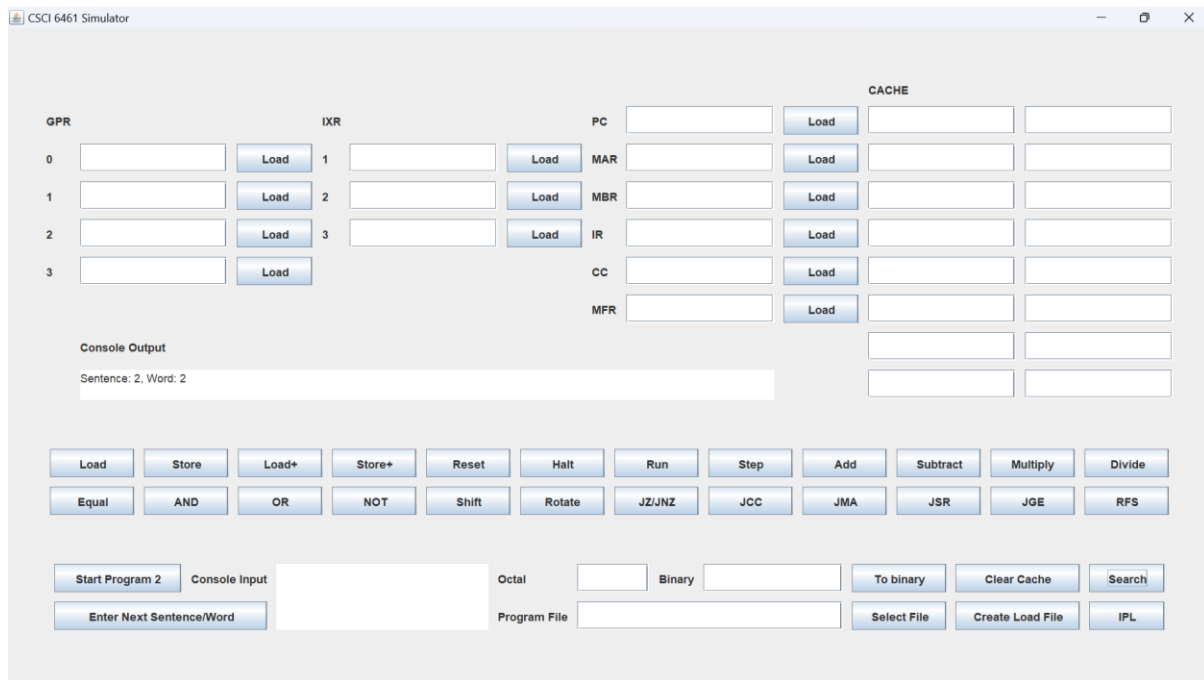 CSCI 6461 Simulator
CACHE
GPR IXR PC Load
0 Load 1 Load MAR Load
1 Load 2 Load MBR Load
2 Load 3 Load IR Load
3 Load CC Load
MFR Load
Console Output
Sentence: 2, Word: 2
Load Store Load+ Store+ Reset Halt Run Step Add Subtract Multiply Divide
Equal AND OR NOT Shift Rotate JZ/JNZ JCC JMA JSR JGE RFS
Start Program 2 Console Input Octal Binary To binary Clear Cache Search
Enter Next Sentence/Word Program File Select File Create Load File IPL